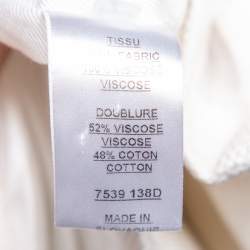 TISSU
FABRIC
VISCOSE
DOUBLURE
52% VISCOSE
VISCOSE
48% COTON
COTTON
7539 138D
MADE IN